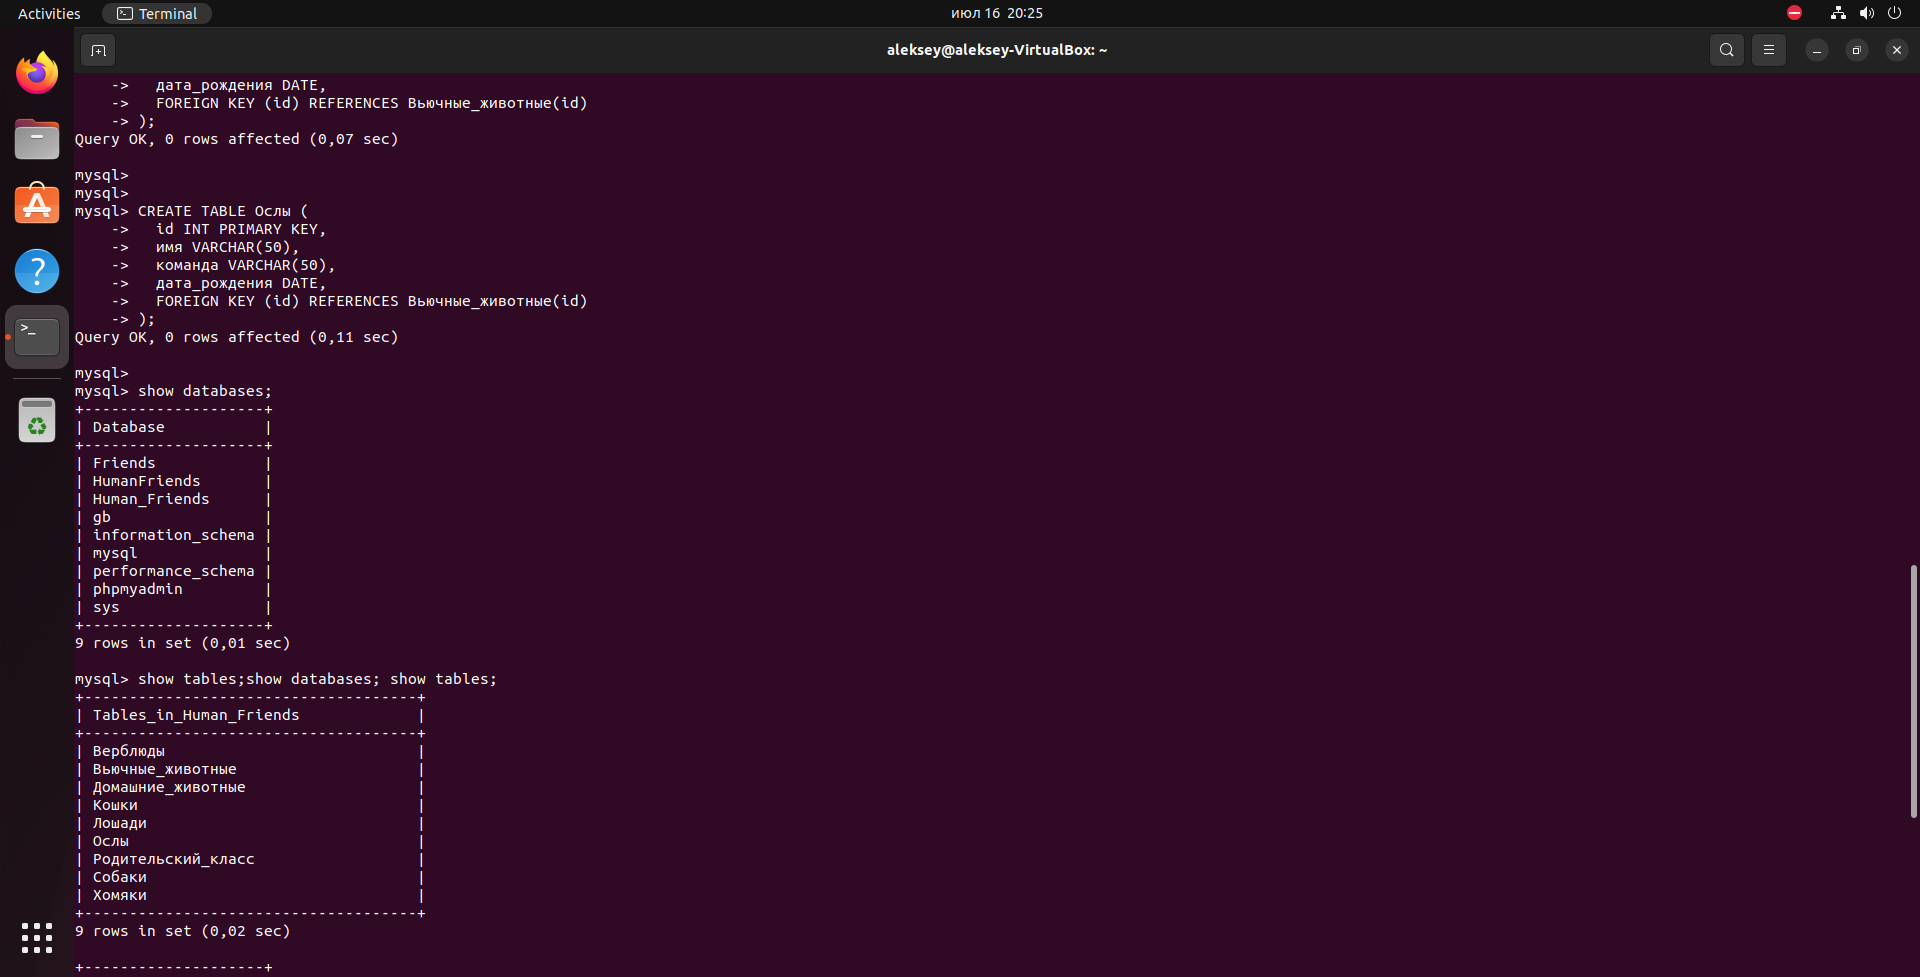 Activities
Terminal
июл 16 20:25
aleksey@aleksey-VirtualBox: ~
    ->   дата_рождения DATE,
    ->   FOREIGN KEY (id) REFERENCES Вьючные_животные(id)
    -> );
Query OK, 0 rows affected (0,07 sec)
mysql>
mysql>
mysql> CREATE TABLE Ослы (
    ->   id INT PRIMARY KEY,
    ->   имя VARCHAR(50),
    ->   команда VARCHAR(50),
    ->   дата_рождения DATE,
    ->   FOREIGN KEY (id) REFERENCES Вьючные_животные(id)
    -> );
Query OK, 0 rows affected (0,11 sec)
mysql>
mysql> show databases;
+--------------------+
| Database           |
+--------------------+
| Friends            |
| HumanFriends       |
| Human_Friends      |
| gb                 |
| information_schema |
| mysql              |
| performance_schema |
| phpmyadmin         |
| sys                |
+--------------------+
9 rows in set (0,01 sec)
mysql> show tables;show databases; show tables;
+-------------------------------------+
| Tables_in_Human_Friends             |
+-------------------------------------+
| Верблюды                            |
| Вьючные_животные                    |
| Домашние_животные                   |
| Кошки                               |
| Лошади                              |
| Ослы                                |
| Родительский_класс                  |
| Собаки                              |
| Хомяки                              |
+-------------------------------------+
9 rows in set (0,02 sec)
+--------------------+